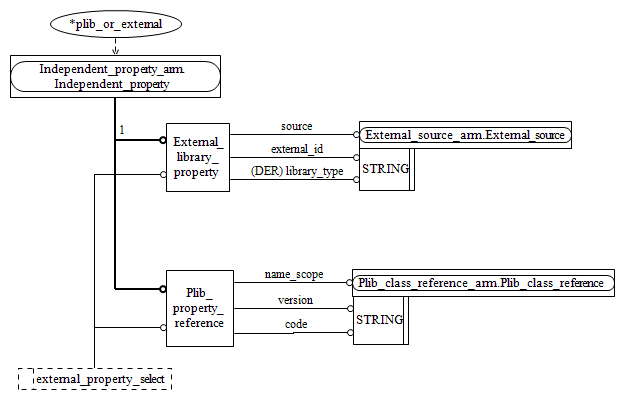 *plib_or_external
Independent_property_arm.
Independent_property
1
External_
library_
property
source
external_id
(DER) library_type
External_source_arm.External_source
STRING
Plib_
property_
reference
name_scope
version
code
Plib_class_reference_arm.Plib_class_reference
STRING
external_property_select